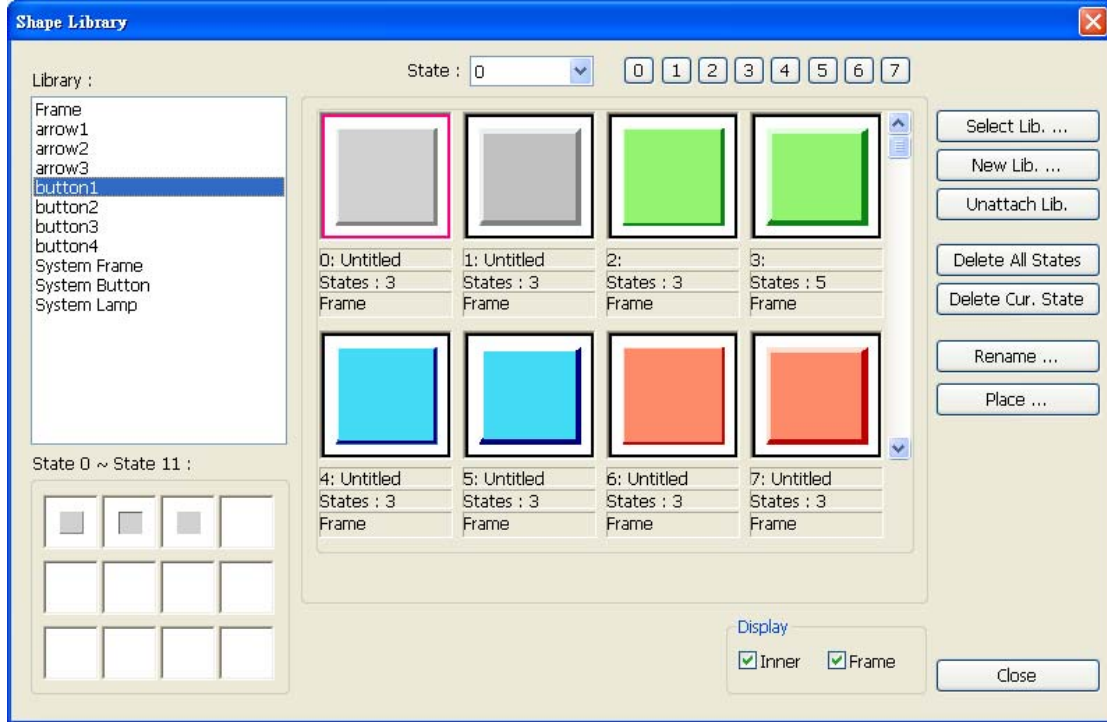 Shape Library
State : 0 0 1 2 3 4 5 6 7
Library :
Frame
arrow1
arrow2
arrow3
button1
button2
button3
button4
System Frame
System Button
System Lamp
0: Untitled 1: Untitled 2: 3:
States : 3 States : 3 States : 3 States : 5
Frame Frame Frame Frame
4: Untitled 5: Untitled 6: Untitled 7: Untitled
States : 3 States : 3 States : 3 States : 3
Frame Frame Frame Frame
Select Lib. ...
New Lib. ...
Unattach Lib.
Delete All States
Delete Cur. State
Rename ...
Place ...
State 0 ~ State 11 :
Display
Inner Frame
Close